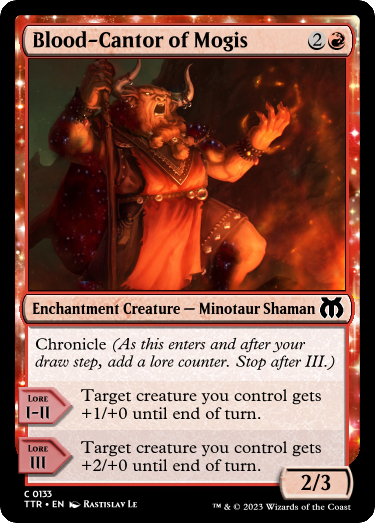 Blood-Cantor of Mogis 2
Enchantment Creature — Minotaur Shaman
Chronicle (As this enters and after your
draw step, add a lore counter. Stop after III.)
LORE
I-II
Target creature you control gets
+1/+0 until end of turn.
LORE
III
Target creature you control gets
+2/+0 until end of turn.
2/3
C 0133
TTR • EN Rastislav Le
™ & © 2023 Wizards of the Coast